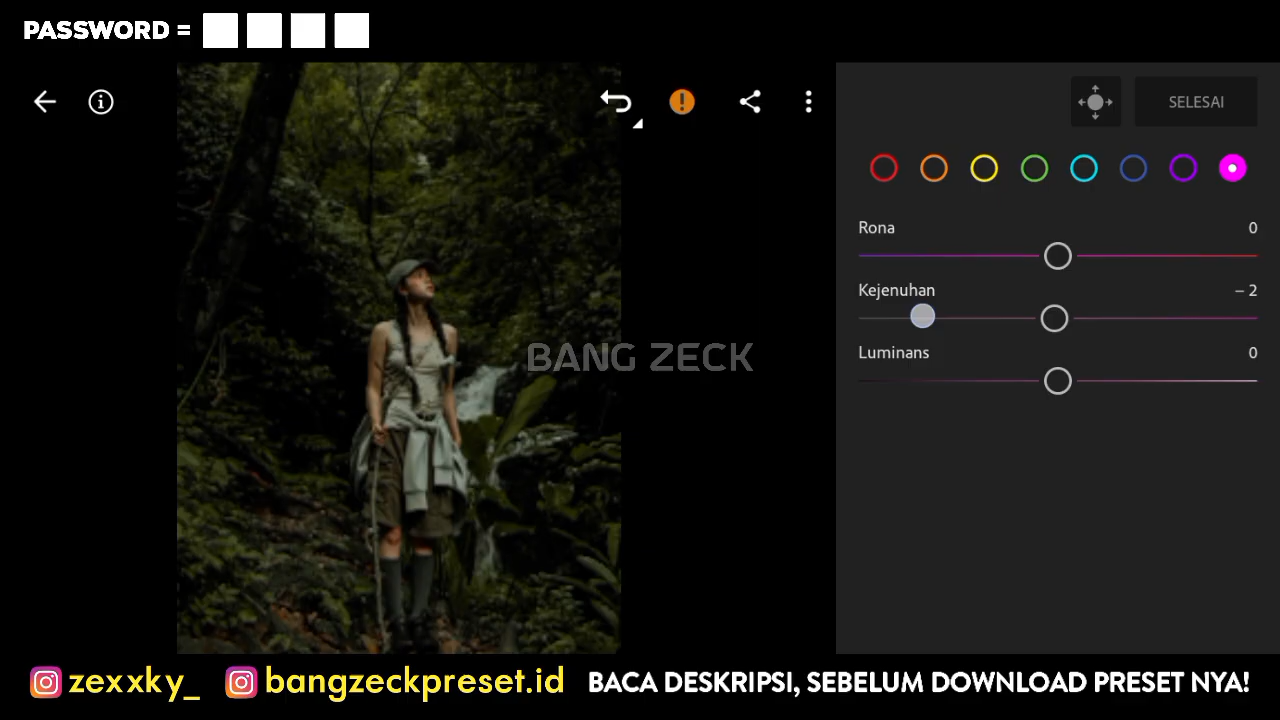 PASSWORD =
SELESAI
Rona 0
Kejenuhan – 2
Luminans 0
BANG ZECK
zexxky_ bangzeckpreset.id BACA DESKRIPSI, SEBELUM DOWNLOAD PRESET NYA!